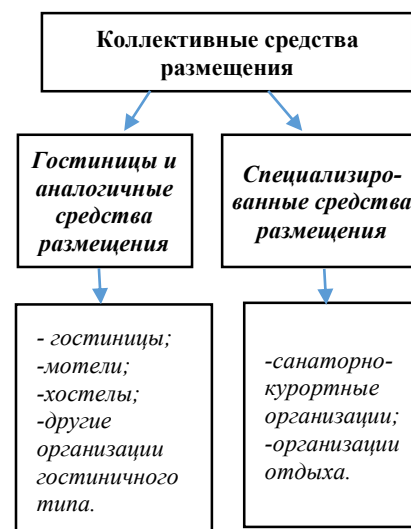 Коллективные средства
размещения
Гостиницы и
аналогичные
средства
размещения
Специализиро-
ванные средства
размещения
- гостиницы;
-мотели;
-хостелы;
-другие
организации
гостиничного
типа.
-санаторно-
курортные
организации;
-организации
отдыха.